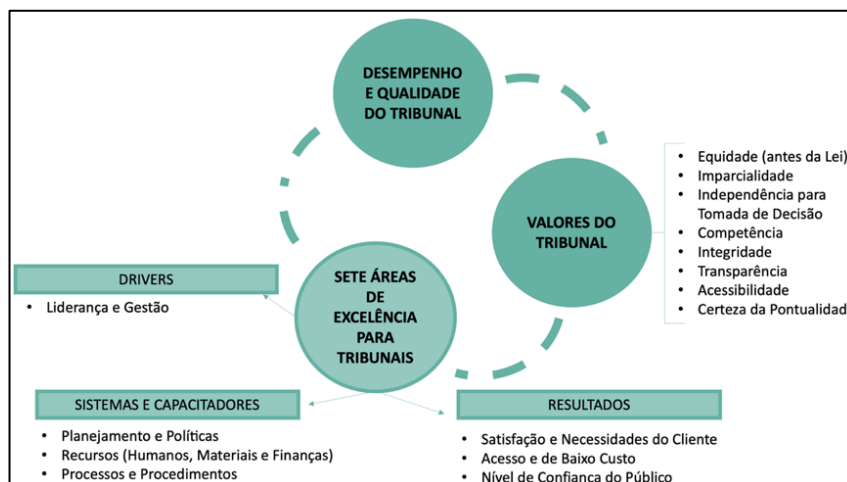 DESEMPENHO
E QUALIDADE
DO TRIBUNAL
VALORES DO
TRIBUNAL
• Equidade (antes da Lei)
• Imparcialidade
• Independência para
Tomada de Decisão
• Competência
• Integridade
• Transparência
• Acessibilidade
• Certeza da Pontualidad
SETE ÁREAS
DE
EXCELÊNCIA
PARA
TRIBUNAIS
DRIVERS
• Liderança e Gestão
SISTEMAS E CAPACITADORES
• Planejamento e Políticas
• Recursos (Humanos, Materiais e Finanças)
• Processos e Procedimentos
RESULTADOS
• Satisfação e Necessidades do Cliente
• Acesso e de Baixo Custo
• Nível de Confiança do Público